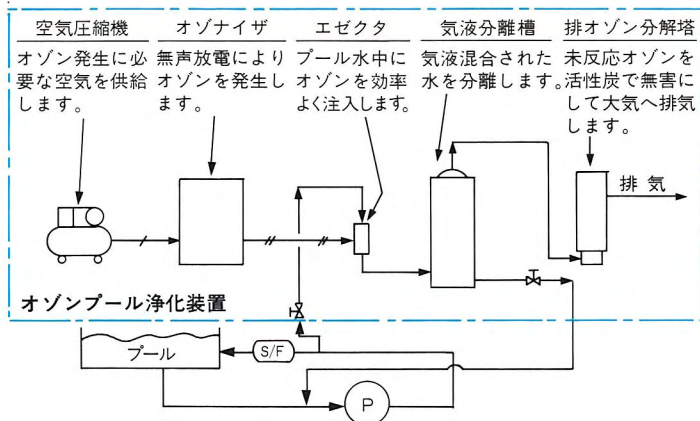 空気圧縮機
オゾン発生に必
要な空気を供給
します。
オゾナイザ
無声放電により
オゾンを発生し
ます。
エゼクタ
プール水中に
オゾンを効率
よく注入します。
気液分離槽
気液混合された
水を分離します。
排オゾン分解塔
未反応オゾンを
活性炭で無害に
して大気へ排気
します。
排気
オゾンプール浄化装置
プール
S/F
P